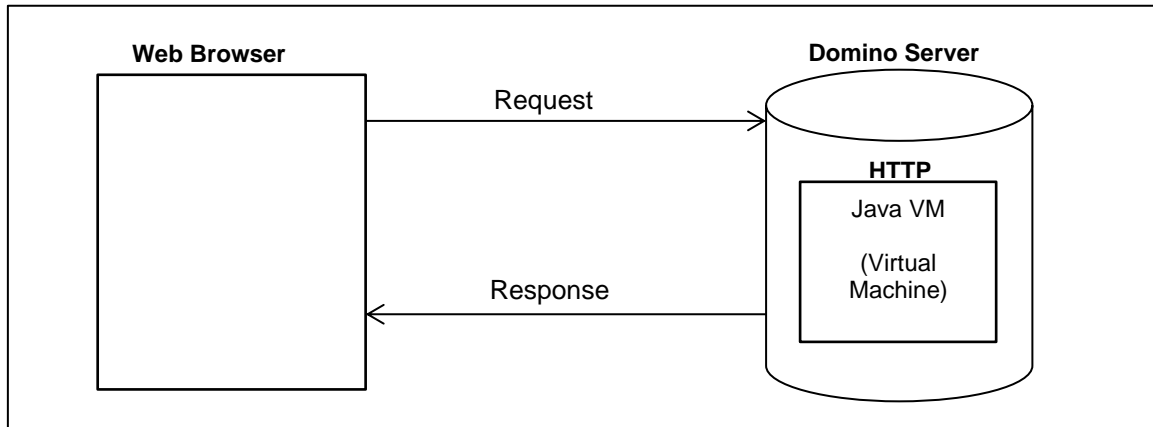 Web Browser
Domino Server
Request
HTTP
Java VM
(Virtual
Machine)
Response